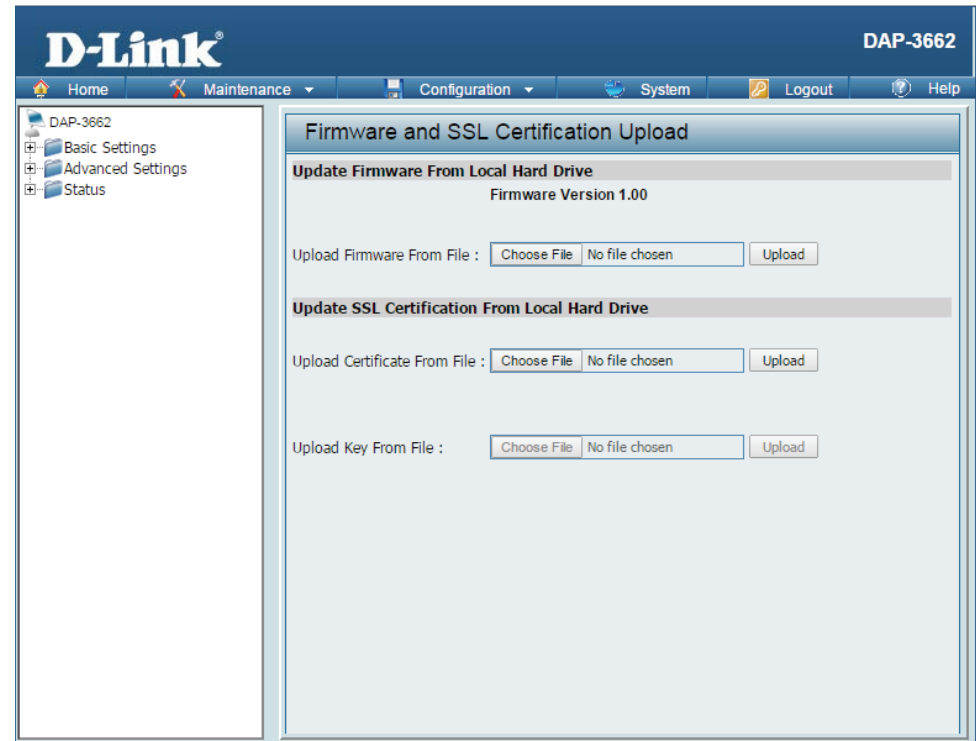 D-Link®
DAP-3662
Home Maintenance Configuration System Logout Help
DAP-3662
Basic Settings
Advanced Settings
Status
Firmware and SSL Certification Upload
Update Firmware From Local Hard Drive
Firmware Version 1.00
Upload Firmware From File : Choose File No file chosen Upload
Update SSL Certification From Local Hard Drive
Upload Certificate From File : Choose File No file chosen Upload
Upload Key From File : Choose File No file chosen Upload